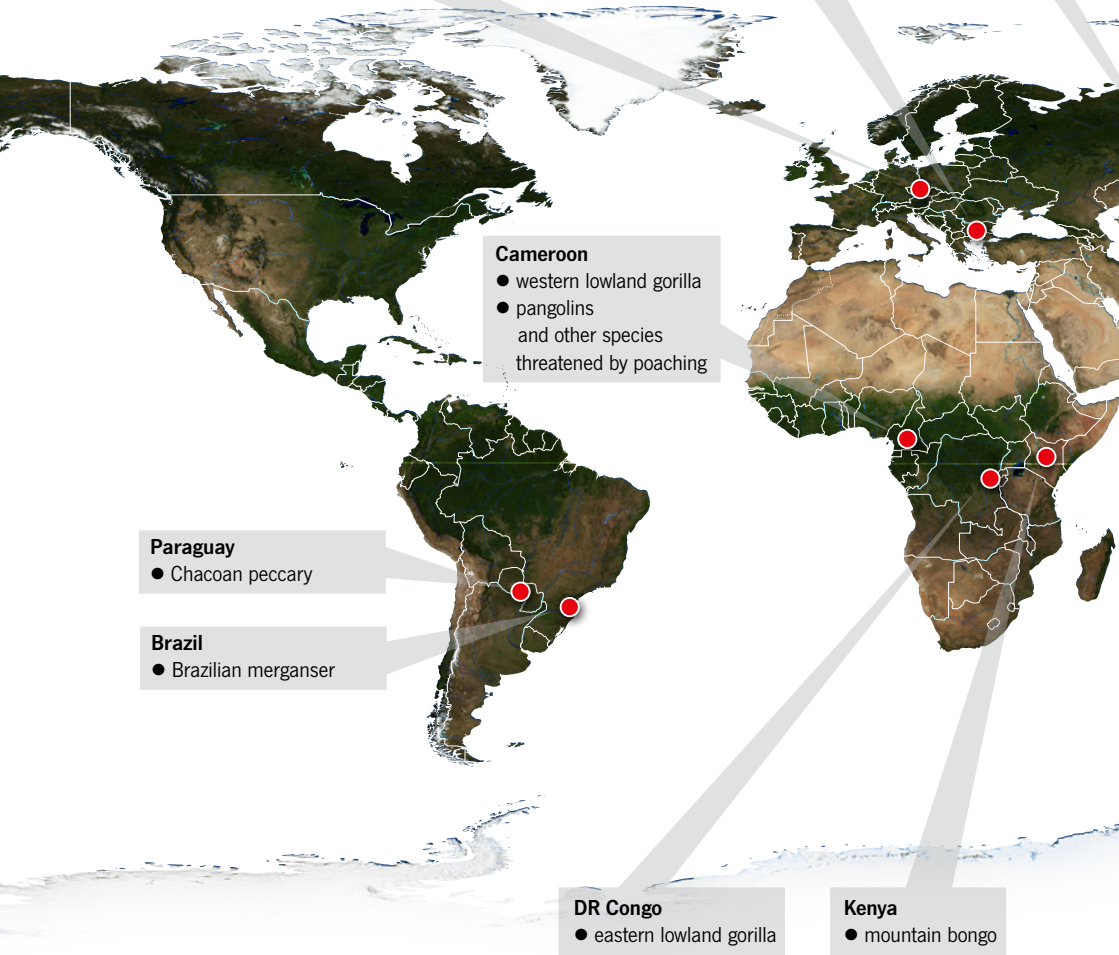 Cameroon
● western lowland gorilla
● pangolins
and other species
threatened by poaching
Paraguay
● Chacoan peccary
Brazil
● Brazilian merganser
DR Congo
● eastern lowland gorilla
Kenya
● mountain bongo